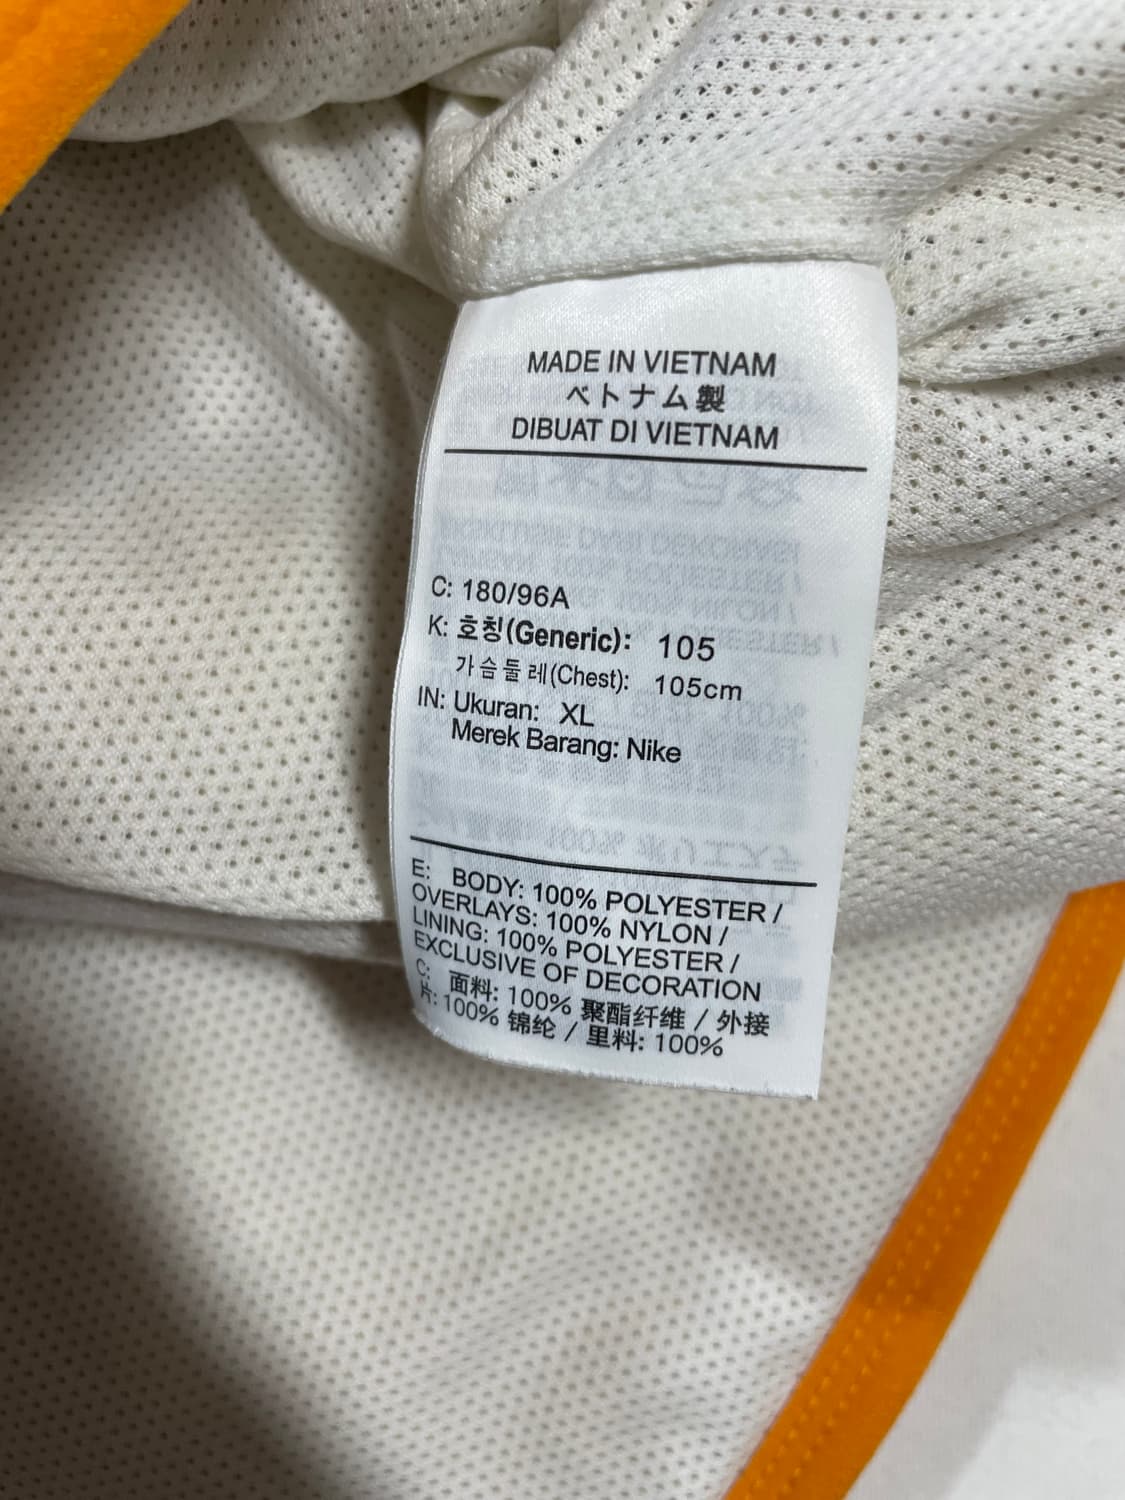 MADE IN VIETNAM
ベトナム製
DIBUAT DI VIETNAM
C: 180/96A
K: 호칭(Generic): 105
가슴둘레(Chest): 105cm
IN: Ukuran: XL
Merek Barang: Nike
E: BODY: 100% POLYESTER /
OVERLAYS: 100% NYLON /
LINING: 100% POLYESTER /
EXCLUSIVE OF DECORATION
C: 面料: 100% 聚酯纤维 / 外接
片: 100% 锦纶 / 里料: 100%